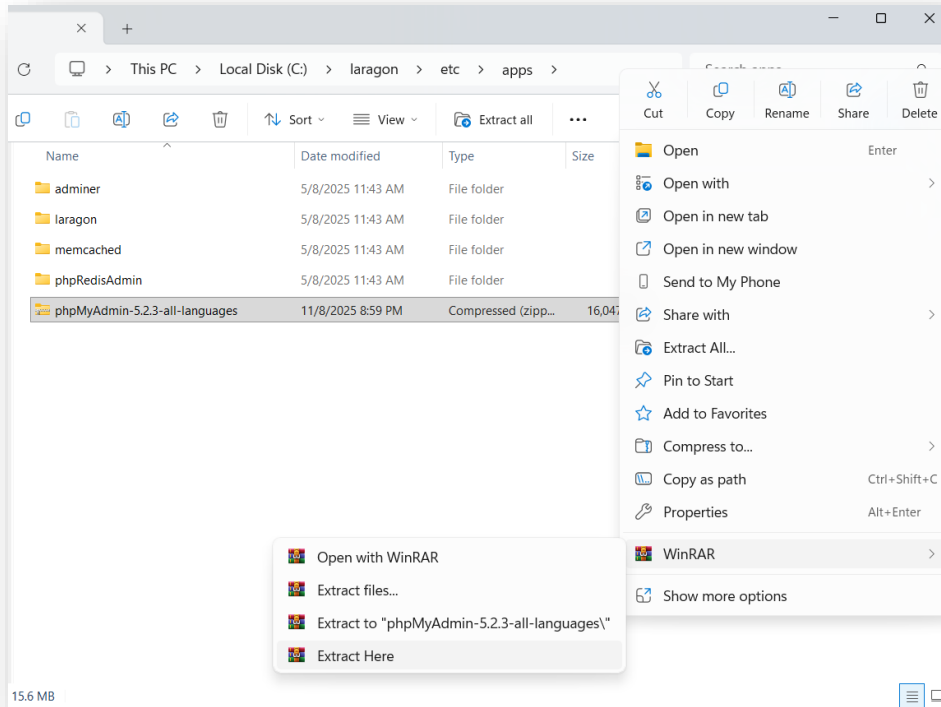 This PC > Local Disk (C:) > laragon > etc > apps >
Sort View Extract all ...
Name Date modified Type Size
adminer 5/8/2025 11:43 AM File folder
laragon 5/8/2025 11:43 AM File folder
memcached 5/8/2025 11:43 AM File folder
phpRedisAdmin 5/8/2025 11:43 AM File folder
phpMyAdmin-5.2.3-all-languages 11/8/2025 8:59 PM Compressed (zipp... 16,047
Cut Copy Rename Share Delete
Open Enter
Open with
Open in new tab
Open in new window
Send to My Phone
Share with
Extract All...
Pin to Start
Add to Favorites
Compress to...
Copy as path Ctrl+Shift+C
Properties Alt+Enter
WinRAR
Show more options
Open with WinRAR
Extract files...
Extract to "phpMyAdmin-5.2.3-all-languages\"
Extract Here
15.6 MB